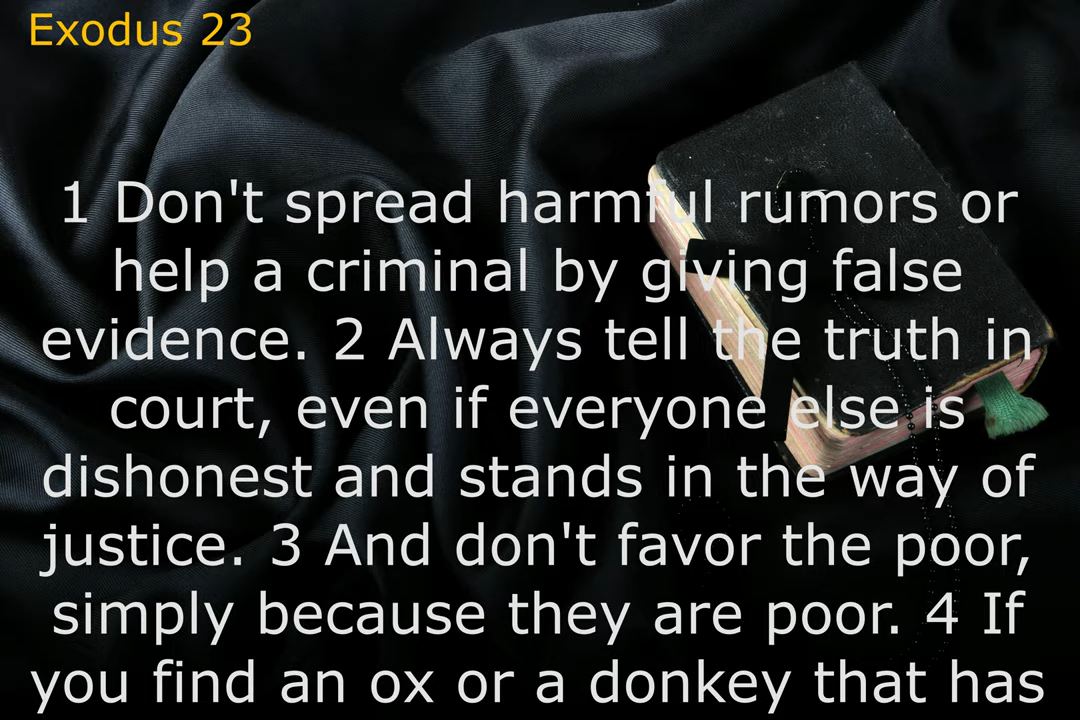 Exodus 23
1 Don't spread harmful rumors or
help a criminal by giving false
evidence. 2 Always tell the truth in
court, even if everyone else is
dishonest and stands in the way of
justice. 3 And don't favor the poor,
simply because they are poor. 4 If
you find an ox or a donkey that has